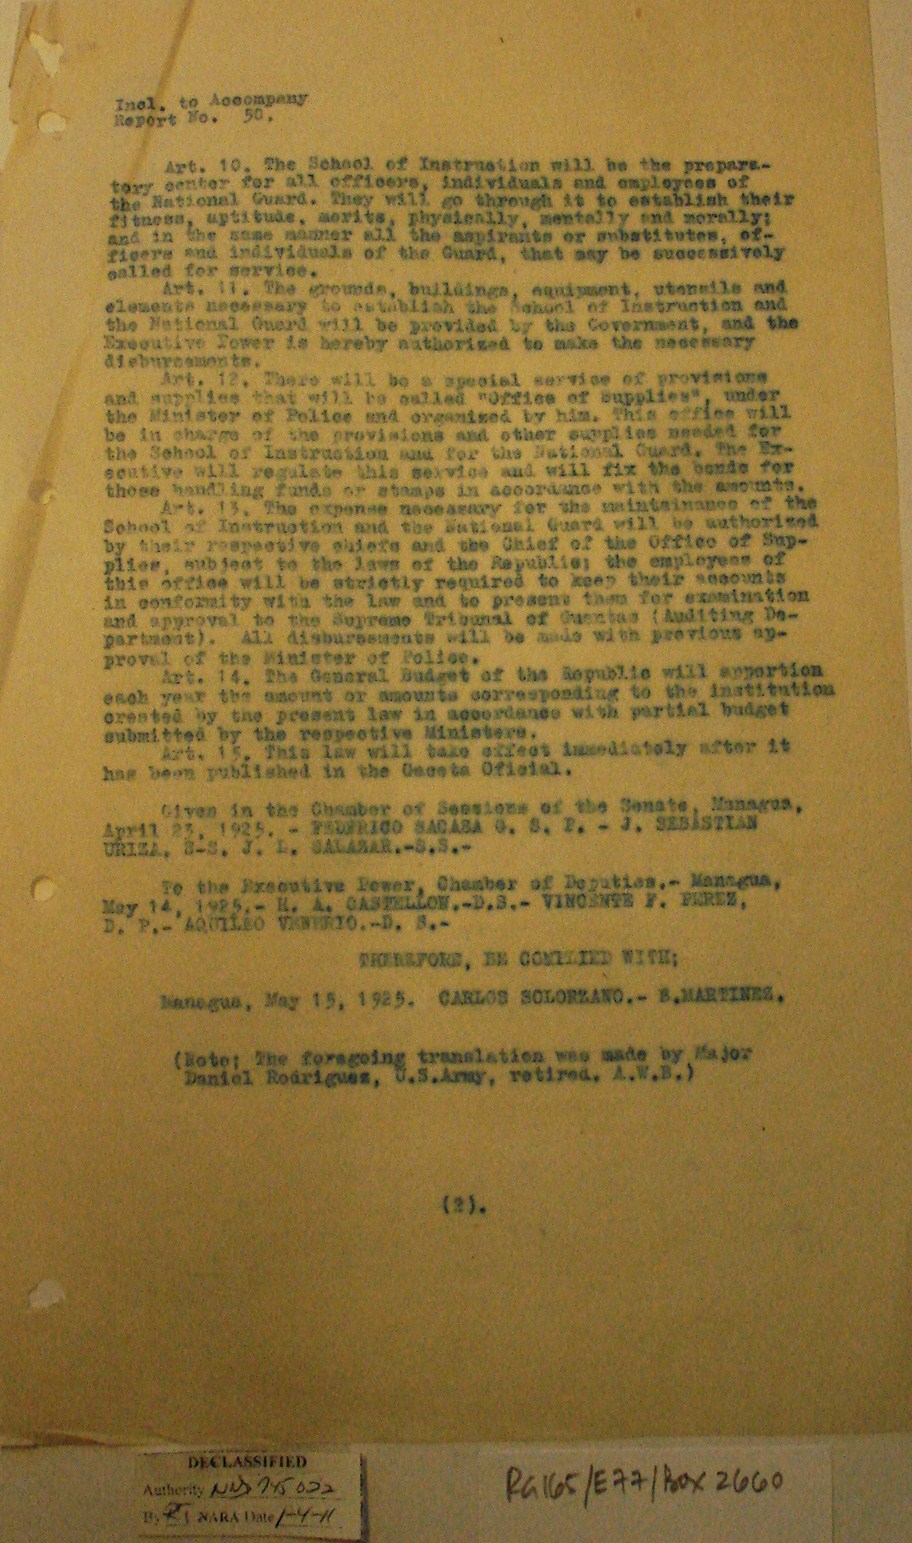 Incl. to Accompany
Report No. 50.
Art. 10. The School of Instruction will be the prepara-
tory center for all officers, individuals and employees of
the National Guard. They will go through it to establish their
fitness, aptitude, merits, physically, mentally and morally;
and in the same manner all the aspirants or substitutes, of-
ficers and individuals of the Guard, that may be successively
called for service.
Art. 11. The grounds, buildings, equipment, utensils and
elements necessary to establish the School of Instruction and
the National Guard will be provided by the Government, and the
Executive Power is hereby authorized to make the necessary
disbursements.
Art. 12. There will be a special service of provisions
and supplies that will be called "Office of Supplies", under
the Minister of Police and organized by him. This office will
be in charge of the provisions and other supplies needed for
the School of Instruction and for the National Guard. The Ex-
ecutive will regulate this service and will fix the bonds for
those handling funds or stamps in accordance with the amounts.
Art. 13. The expense necessary for the maintainance of the
School of Instruction and the National Guard will be authorized
by their respective chiefs and the Chief of the Office of Sup-
plies, subject to the laws of the Republic; the employees of
this office will be strictly required to keep their accounts
in conformity with the law and to present them for examination
and approval to the Supreme Tribunal of Cuentas (Auditing De-
partment). All disbursements will be made with previous ap-
proval of the Minister of Police.
Art. 14. The General Budget of the Republic will apportion
each year the amount or amounts corresponding to the institution
created by the present law in accordance with partial budget
submitted by the respective Ministers.
Art. 15. This law will take effect immediately after it
has been published in the Gaceta Oficial.
Given in the Chamber of Sessions of the Senate, Managua,
April 23, 1925. - FEDERICO SACASA G. S. P. - J. SEBASTIAN
URIZA, S-S. J. L. SALAZAR.-S.S.-
To the Executive Power, Chamber of Deputies.- Managua,
May 14, 1925.- H. A. CASTELLON.-D.S.- VINCENTE F. PEREZ,
D. P.- AQUILEO VENERIO.-D. S.-
THEREFORE, BE COMPLIED WITH;
Managua, May 15, 1925. CARLOS SOLORZANO.- S.MARTINEZ.
(Note; The foregoing translation was made by Major
Daniel Rodriguez, U.S.Army, retired. A.W.B.)
(2).
DECLASSIFIED
Authority NND 745022
By RT NARA Date 1-4-11
RG165/E77/Box 2660